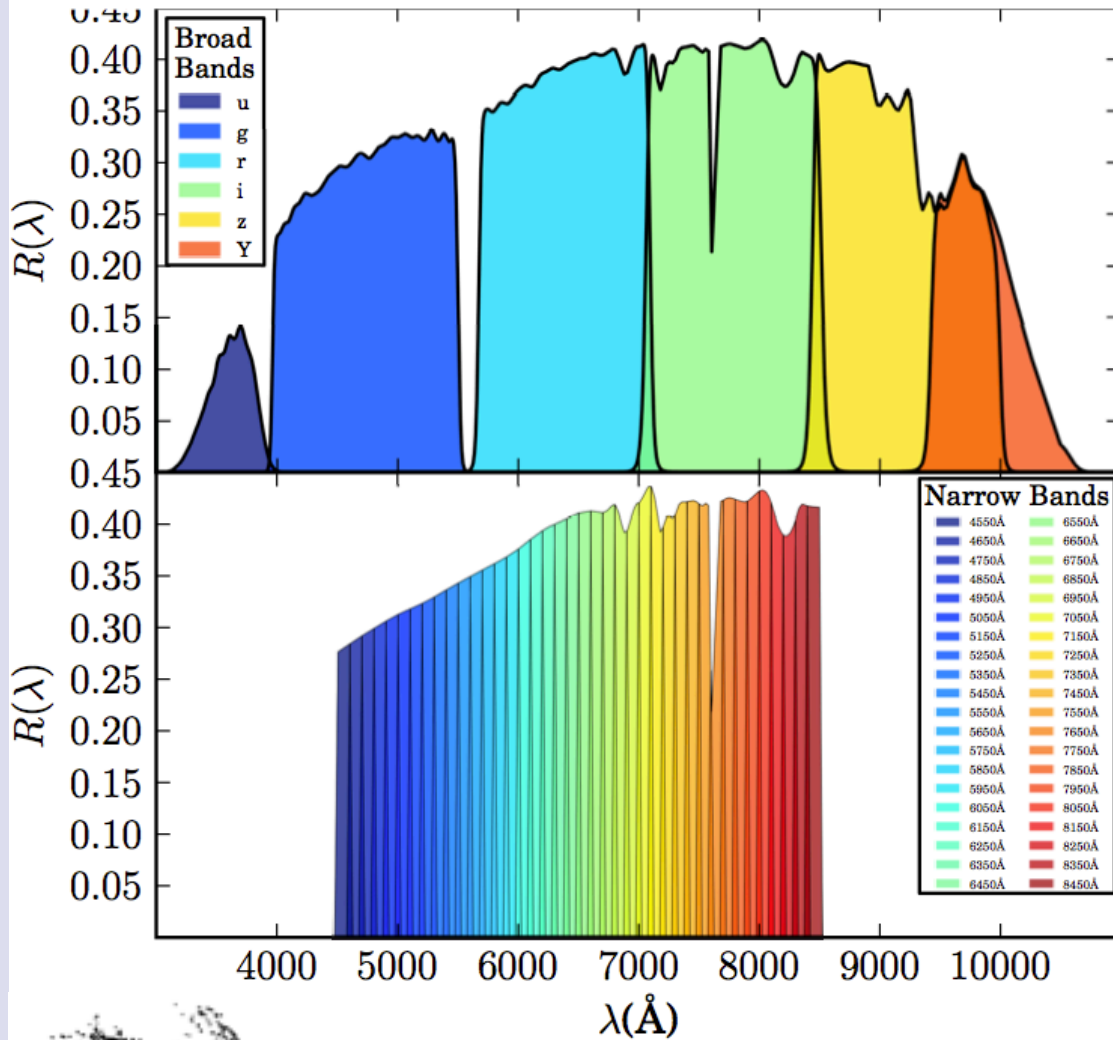 0.45
0.40
0.35
0.30
0.25
0.20
0.15
0.10
0.05
R(λ)
Broad
Bands
u
g
r
i
z
Y
0.45
0.40
0.35
0.30
0.25
0.20
0.15
0.10
0.05
R(λ)
Narrow Bands
4550Å 6550Å
4650Å 6650Å
4750Å 6750Å
4850Å 6850Å
4950Å 6950Å
5050Å 7050Å
5150Å 7150Å
5250Å 7250Å
5350Å 7350Å
5450Å 7450Å
5550Å 7550Å
5650Å 7650Å
5750Å 7750Å
5850Å 7850Å
5950Å 7950Å
6050Å 8050Å
6150Å 8150Å
6250Å 8250Å
6350Å 8350Å
6450Å 8450Å
4000 5000 6000 7000 8000 9000 10000
λ(Å)